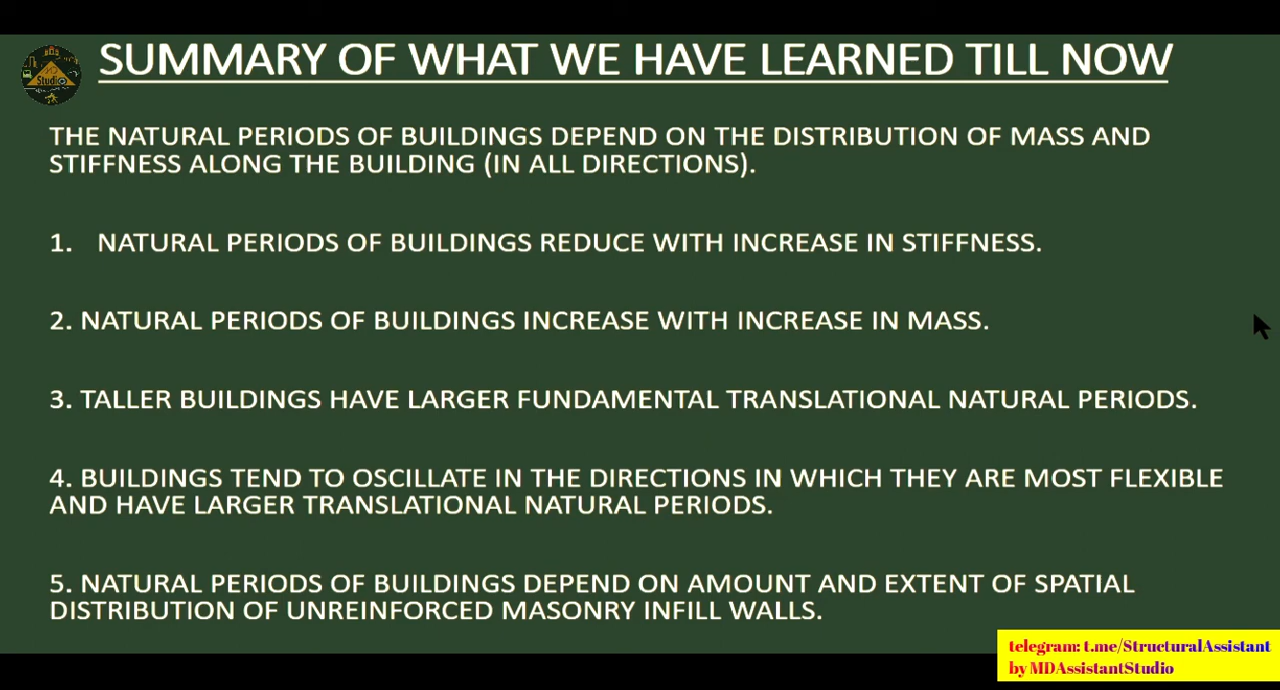 SUMMARY OF WHAT WE HAVE LEARNED TILL NOW
Studio
THE NATURAL PERIODS OF BUILDINGS DEPEND ON THE DISTRIBUTION OF MASS AND
STIFFNESS ALONG THE BUILDING (IN ALL DIRECTIONS).
1. NATURAL PERIODS OF BUILDINGS REDUCE WITH INCREASE IN STIFFNESS.
2. NATURAL PERIODS OF BUILDINGS INCREASE WITH INCREASE IN MASS.
3. TALLER BUILDINGS HAVE LARGER FUNDAMENTAL TRANSLATIONAL NATURAL PERIODS.
4. BUILDINGS TEND TO OSCILLATE IN THE DIRECTIONS IN WHICH THEY ARE MOST FLEXIBLE
AND HAVE LARGER TRANSLATIONAL NATURAL PERIODS.
5. NATURAL PERIODS OF BUILDINGS DEPEND ON AMOUNT AND EXTENT OF SPATIAL
DISTRIBUTION OF UNREINFORCED MASONRY INFILL WALLS.
telegram: t.me/StructuralAssistant
by MDAssistantStudio